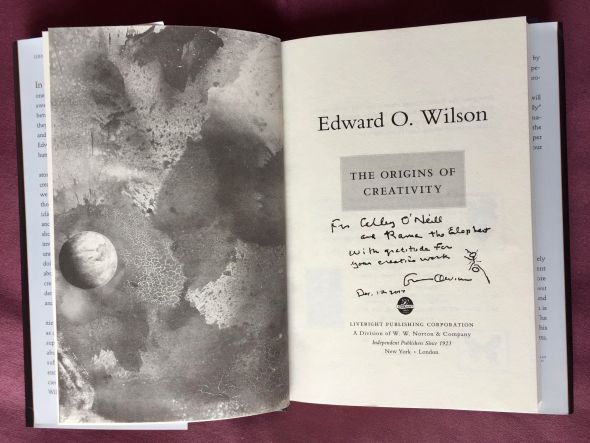 Edward O. Wilson
THE ORIGINS OF
CREATIVITY
For Colley O'Neill
and Rama the Elephant
with gratitude for
your creative work
Dec. 12 2017
LIVERIGHT PUBLISHING CORPORATION
A Division of W. W. Norton & Company
Independent Publishers Since 1923
New York • London